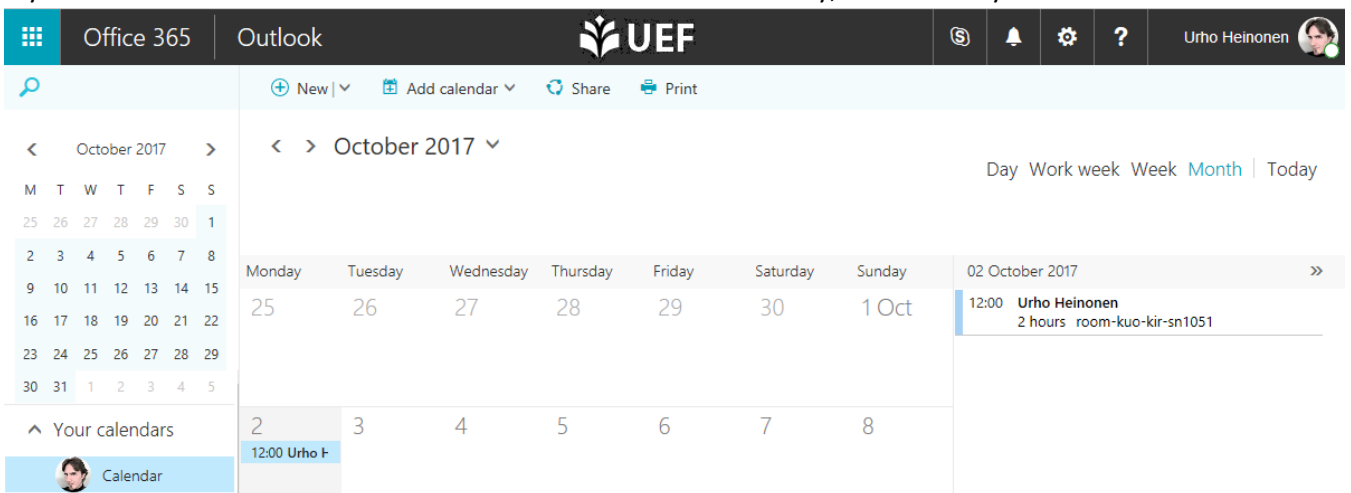 Office 365 Outlook UEF Urho Heinonen
New Add calendar Share Print
October 2017
M T W T F S S
25 26 27 28 29 30 1
2 3 4 5 6 7 8
9 10 11 12 13 14 15
16 17 18 19 20 21 22
23 24 25 26 27 28 29
30 31 1 2 3 4 5
Your calendars
Calendar
October 2017
Day Work week Week Month Today
Monday Tuesday Wednesday Thursday Friday Saturday Sunday
25 26 27 28 29 30 1 Oct
2 3 4 5 6 7 8
12:00 Urho H
02 October 2017
12:00 Urho Heinonen
2 hours room-kuo-kir-sn1051